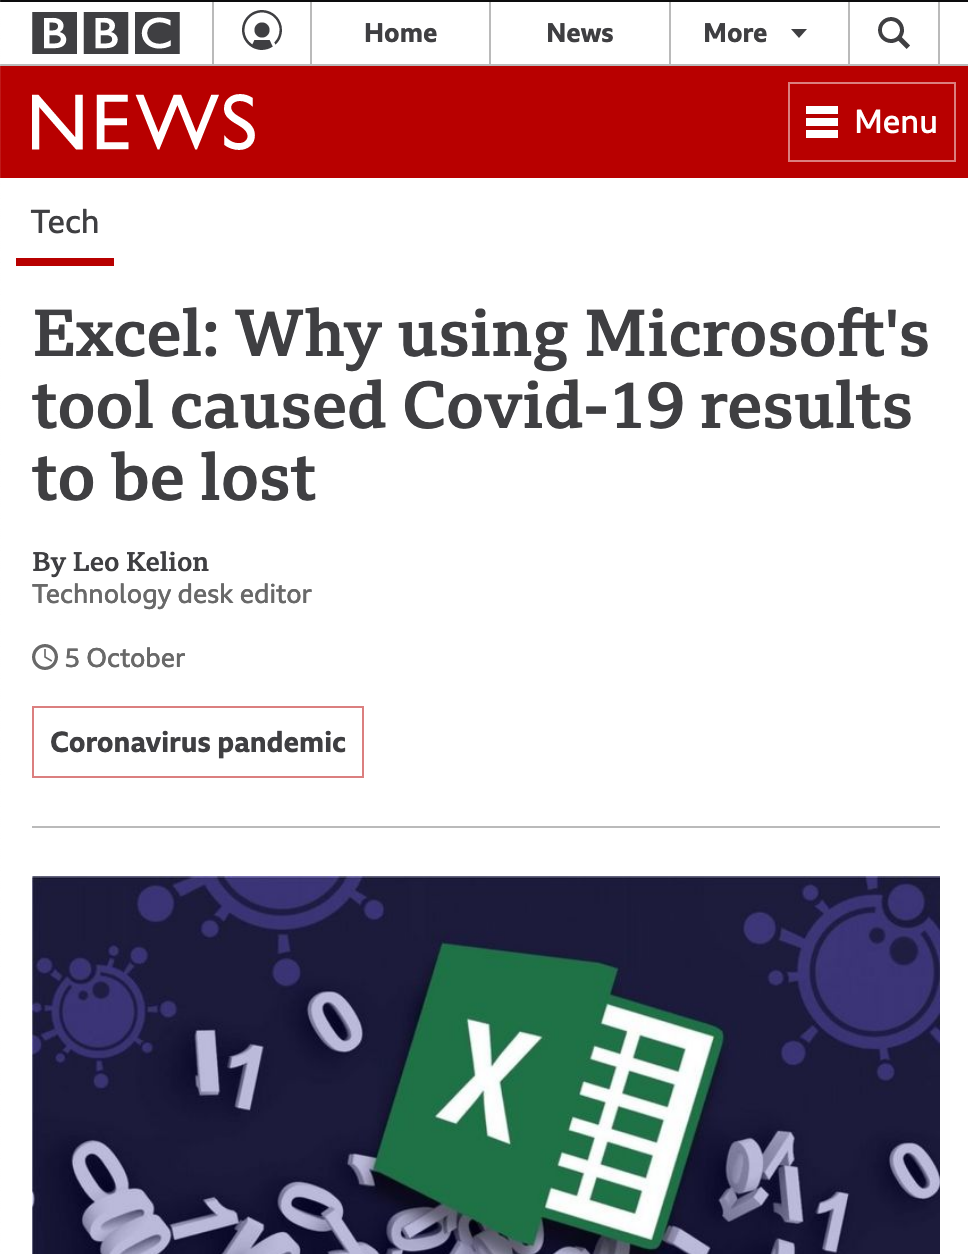 BBC
Home
News
More
NEWS
Menu
Tech
Excel: Why using Microsoft's
tool caused Covid-19 results
to be lost
By Leo Kelion
Technology desk editor
5 October
Coronavirus pandemic
X
0
1 1
0
0 1 1 0